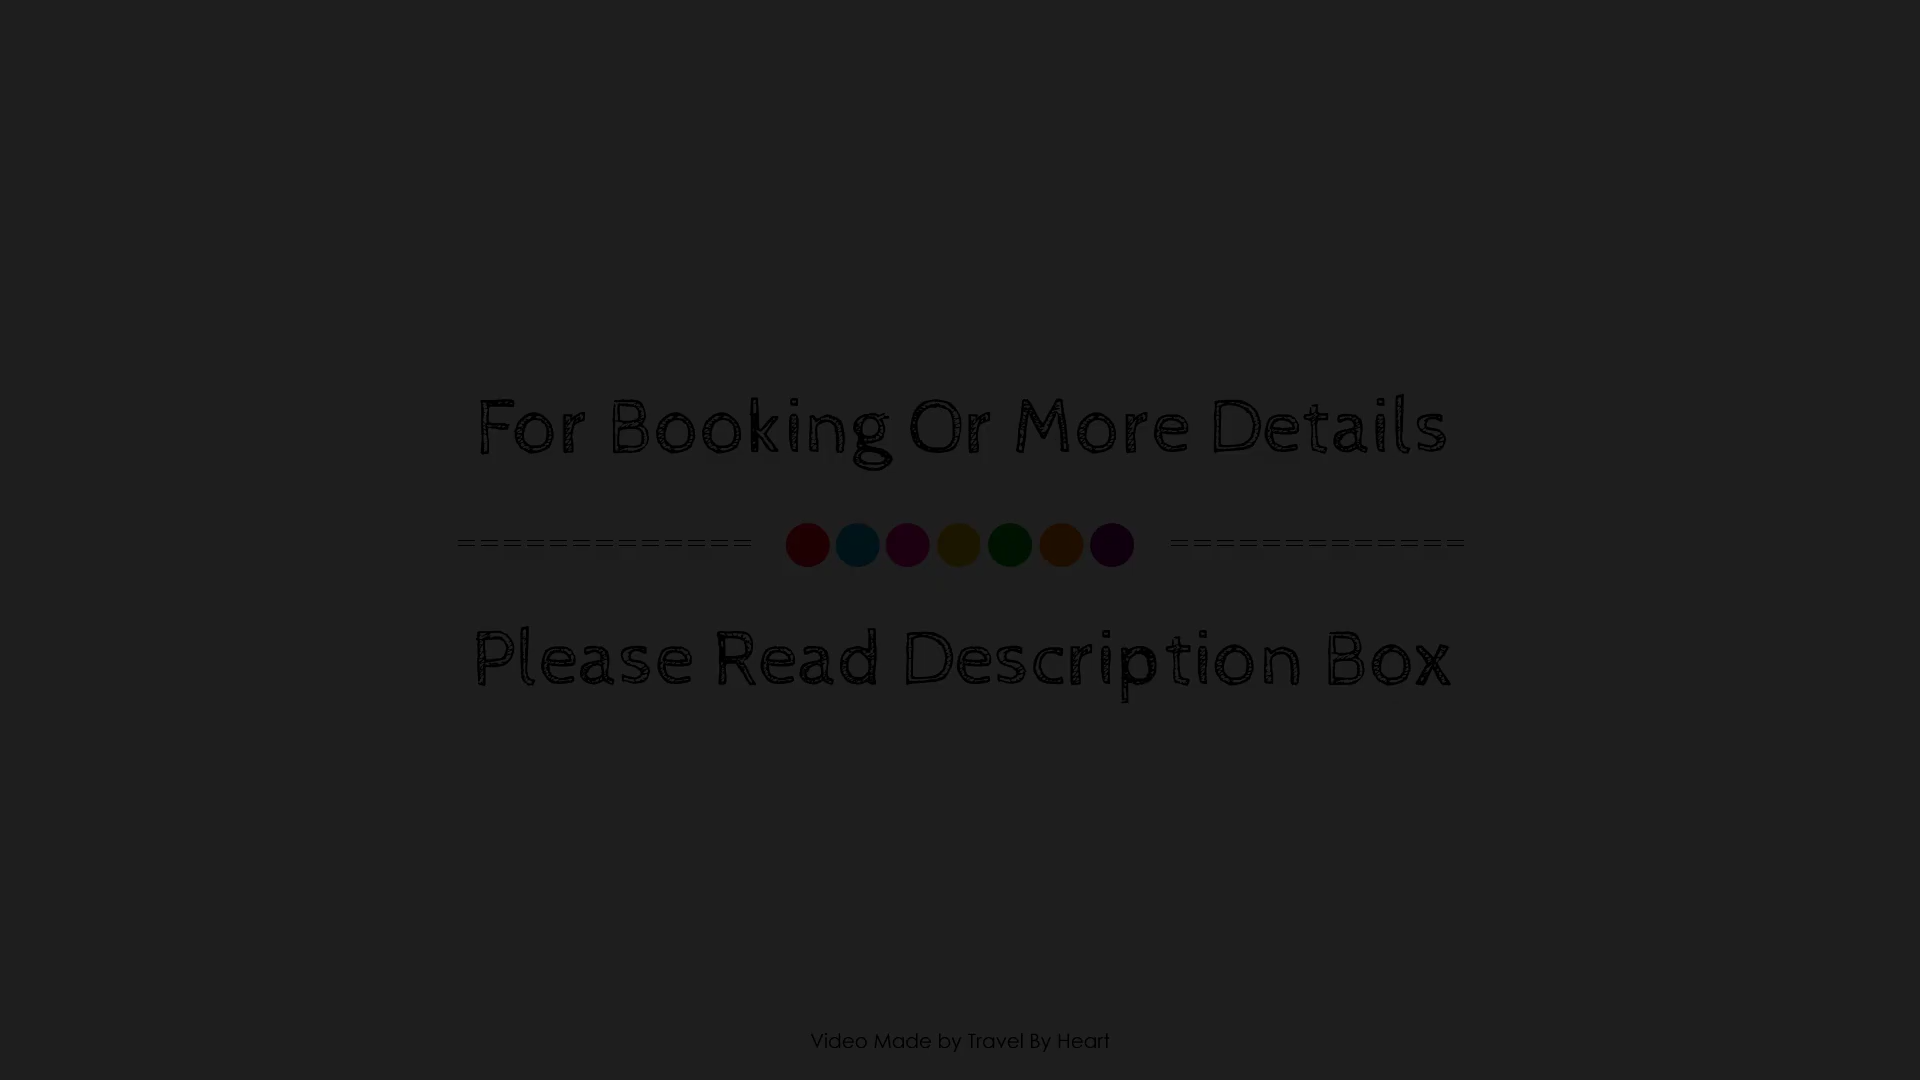 For Booking Or More Details
============= =============
Please Read Description Box
Video Made by Travel By Heart